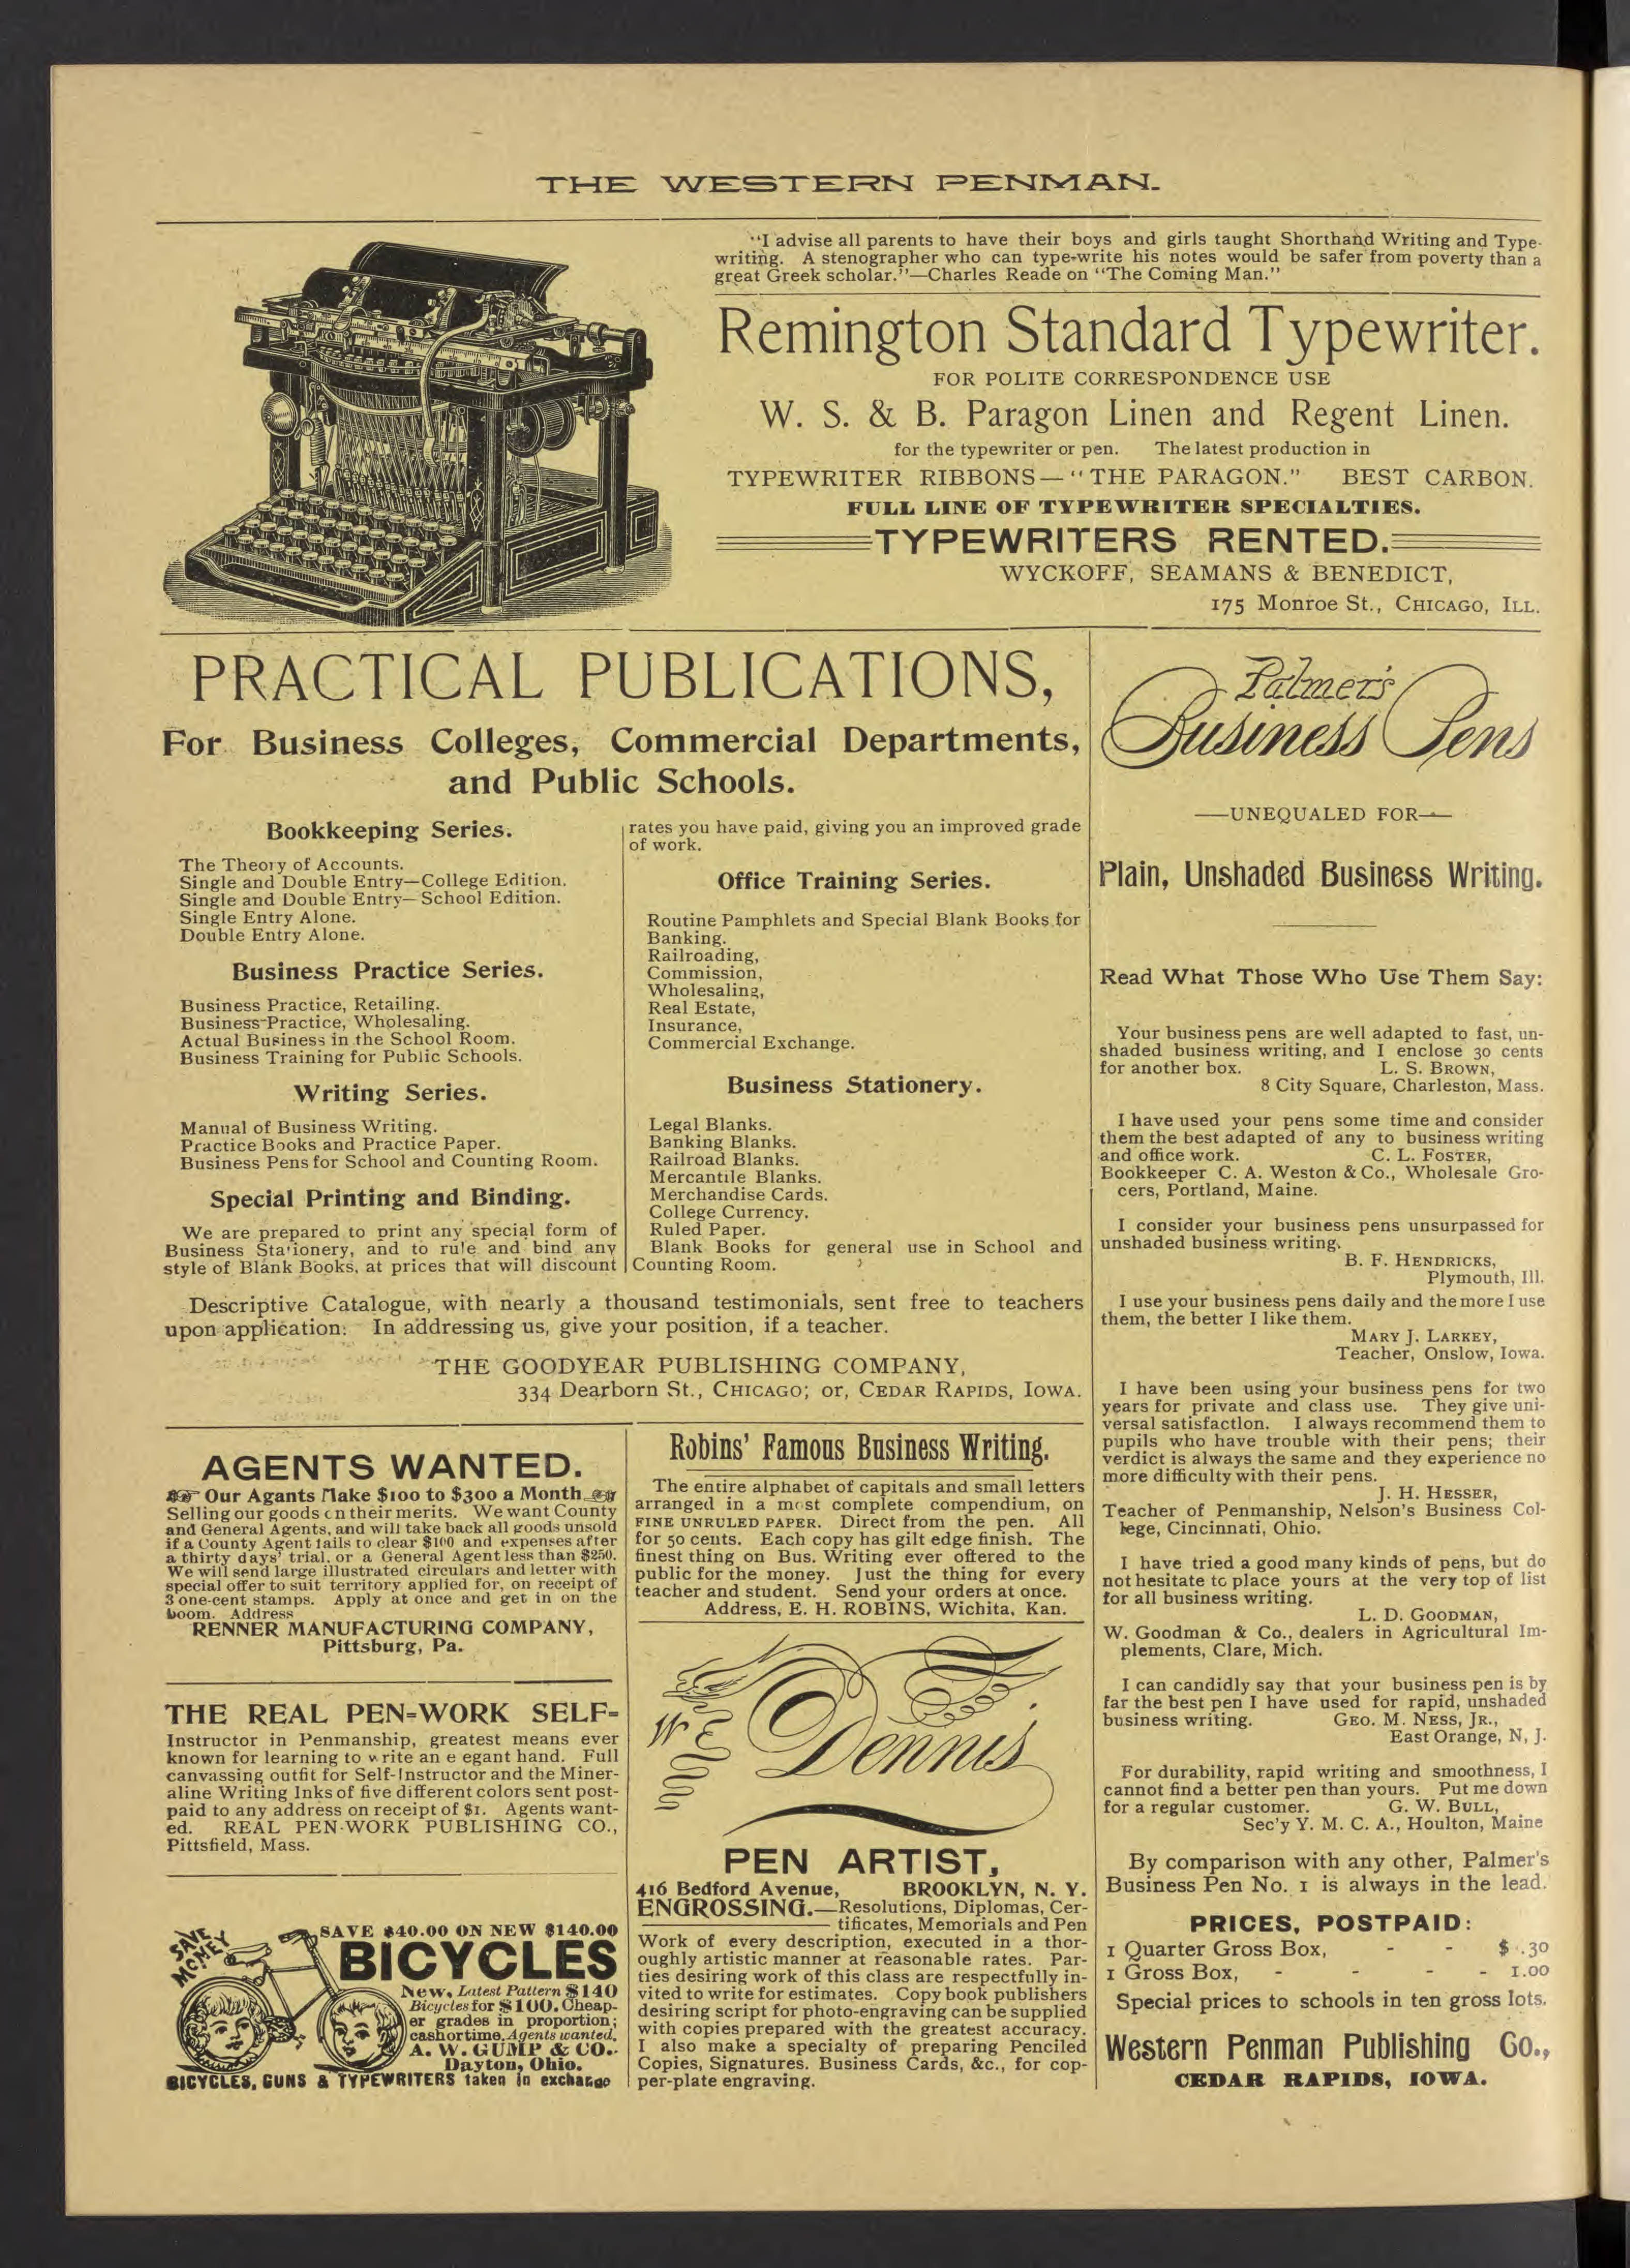 THE WESTERN PENMAN.
"I advise all parents to have their boys and girls taught Shorthand Writing and Type-
writing. A stenographer who can type-write his notes would be safer from poverty than a
great Greek scholar."—Charles Reade on "The Coming Man."
Remington Standard Typewriter.
FOR POLITE CORRESPONDENCE USE
W. S. & B. Paragon Linen and Regent Linen.
for the typewriter or pen. The latest production in
TYPEWRITER RIBBONS—"THE PARAGON." BEST CARBON.
FULL LINE OF TYPEWRITER SPECIALTIES.
TYPEWRITERS RENTED.
WYCKOFF, SEAMANS & BENEDICT,
175 Monroe St., CHICAGO, ILL.
PRACTICAL PUBLICATIONS,
For Business Colleges, Commercial Departments,
and Public Schools.
Bookkeeping Series.
The Theory of Accounts.
Single and Double Entry—College Edition.
Single and Double Entry—School Edition.
Single Entry Alone.
Double Entry Alone.
Business Practice Series.
Business Practice, Retailing.
Business Practice, Wholesaling.
Actual Business in the School Room.
Business Training for Public Schools.
Writing Series.
Manual of Business Writing.
Practice Books and Practice Paper.
Business Pens for School and Counting Room.
Special Printing and Binding.
We are prepared to print any special form of
Business Stationery, and to rule and bind any
style of Blank Books, at prices that will discount
rates you have paid, giving you an improved grade
of work.
Office Training Series.
Routine Pamphlets and Special Blank Books for
Banking.
Railroading,
Commission,
Wholesaling,
Real Estate,
Insurance,
Commercial Exchange.
Business Stationery.
Legal Blanks.
Banking Blanks.
Railroad Blanks.
Mercantile Blanks.
Merchandise Cards.
College Currency.
Ruled Paper.
Blank Books for general use in School and
Counting Room.
Descriptive Catalogue, with nearly a thousand testimonials, sent free to teachers
upon application: In addressing us, give your position, if a teacher.
THE GOODYEAR PUBLISHING COMPANY,
334 Dearborn St., CHICAGO; or, CEDAR RAPIDS, IOWA.
AGENTS WANTED.
Our Agants Make $100 to $300 a Month
Selling our goods on their merits. We want County
and General Agents, and will take back all goods unsold
if a County Agent fails to clear $100 and expenses after
a thirty days' trial, or a General Agent less than $250.
We will send large illustrated circulars and letter with
special offer to suit territory applied for, on receipt of
3 one-cent stamps. Apply at once and get in on the
boom. Address
RENNER MANUFACTURING COMPANY,
Pittsburg, Pa.
THE REAL PEN-WORK SELF-
Instructor in Penmanship, greatest means ever
known for learning to write an e egant hand. Full
canvassing outfit for Self-Instructor and the Miner-
aline Writing Inks of five different colors sent post-
paid to any address on receipt of $1. Agents want-
ed. REAL PEN-WORK PUBLISHING CO.,
Pittsfield, Mass.
SAVE MONEY
SAVE $40.00 ON NEW $140.00
BICYCLES
New, Latest Pattern $140
Bicycles for $100. Cheap-
er grades in proportion;
cash or time. Agents wanted.
A. W. GUMP & CO.
Dayton, Ohio.
BICYCLES, GUNS & TYPEWRITERS taken in exchange
Robins' Famous Business Writing.
The entire alphabet of capitals and small letters
arranged in a most complete compendium, on
FINE UNRULED PAPER. Direct from the pen. All
for 50 cents. Each copy has gilt edge finish. The
finest thing on Bus. Writing ever offered to the
public for the money. Just the thing for every
teacher and student. Send your orders at once.
Address, E. H. ROBINS, Wichita, Kan.
W E Dennis
PEN ARTIST,
416 Bedford Avenue, BROOKLYN, N. Y.
ENGROSSING.—Resolutions, Diplomas, Cer-
tificates, Memorials and Pen
Work of every description, executed in a thor-
oughly artistic manner at reasonable rates. Par-
ties desiring work of this class are respectfully in-
vited to write for estimates. Copy book publishers
desiring script for photo-engraving can be supplied
with copies prepared with the greatest accuracy.
I also make a specialty of preparing Penciled
Copies, Signatures. Business Cards, &c., for cop-
per-plate engraving.
Palmer's
Business Pens
—UNEQUALED FOR—
Plain, Unshaded Business Writing.
Read What Those Who Use Them Say:
Your business pens are well adapted to fast, un-
shaded business writing, and I enclose 30 cents
for another box. L. S. BROWN,
8 City Square, Charleston, Mass.
I have used your pens some time and consider
them the best adapted of any to business writing
and office work. C. L. FOSTER,
Bookkeeper C. A. Weston & Co., Wholesale Gro-
cers, Portland, Maine.
I consider your business pens unsurpassed for
unshaded business writing.
B. F. HENDRICKS,
Plymouth, Ill.
I use your business pens daily and the more I use
them, the better I like them.
MARY J. LARKEY,
Teacher, Onslow, Iowa.
I have been using your business pens for two
years for private and class use. They give uni-
versal satisfaction. I always recommend them to
pupils who have trouble with their pens; their
verdict is always the same and they experience no
more difficulty with their pens.
J. H. HESSER,
Teacher of Penmanship, Nelson's Business Col-
lege, Cincinnati, Ohio.
I have tried a good many kinds of pens, but do
not hesitate to place yours at the very top of list
for all business writing.
L. D. GOODMAN,
W. Goodman & Co., dealers in Agricultural Im-
plements, Clare, Mich.
I can candidly say that your business pen is by
far the best pen I have used for rapid, unshaded
business writing. GEO. M. NESS, JR.,
East Orange, N, J.
For durability, rapid writing and smoothness, I
cannot find a better pen than yours. Put me down
for a regular customer. G. W. BULL,
Sec'y Y. M. C. A., Houlton, Maine
By comparison with any other, Palmer's
Business Pen No. 1 is always in the lead.
PRICES, POSTPAID:
1 Quarter Gross Box, - - $ .30
1 Gross Box, - - - - 1.00
Special prices to schools in ten gross lots.
Western Penman Publishing Co.,
CEDAR RAPIDS, IOWA.